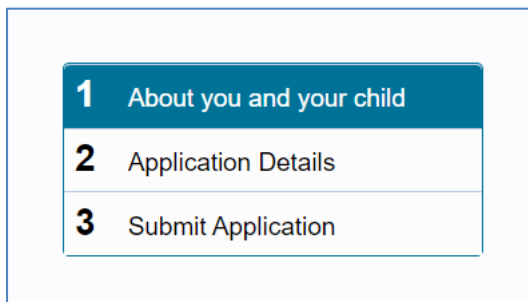 1 About you and your child
2 Application Details
3 Submit Application